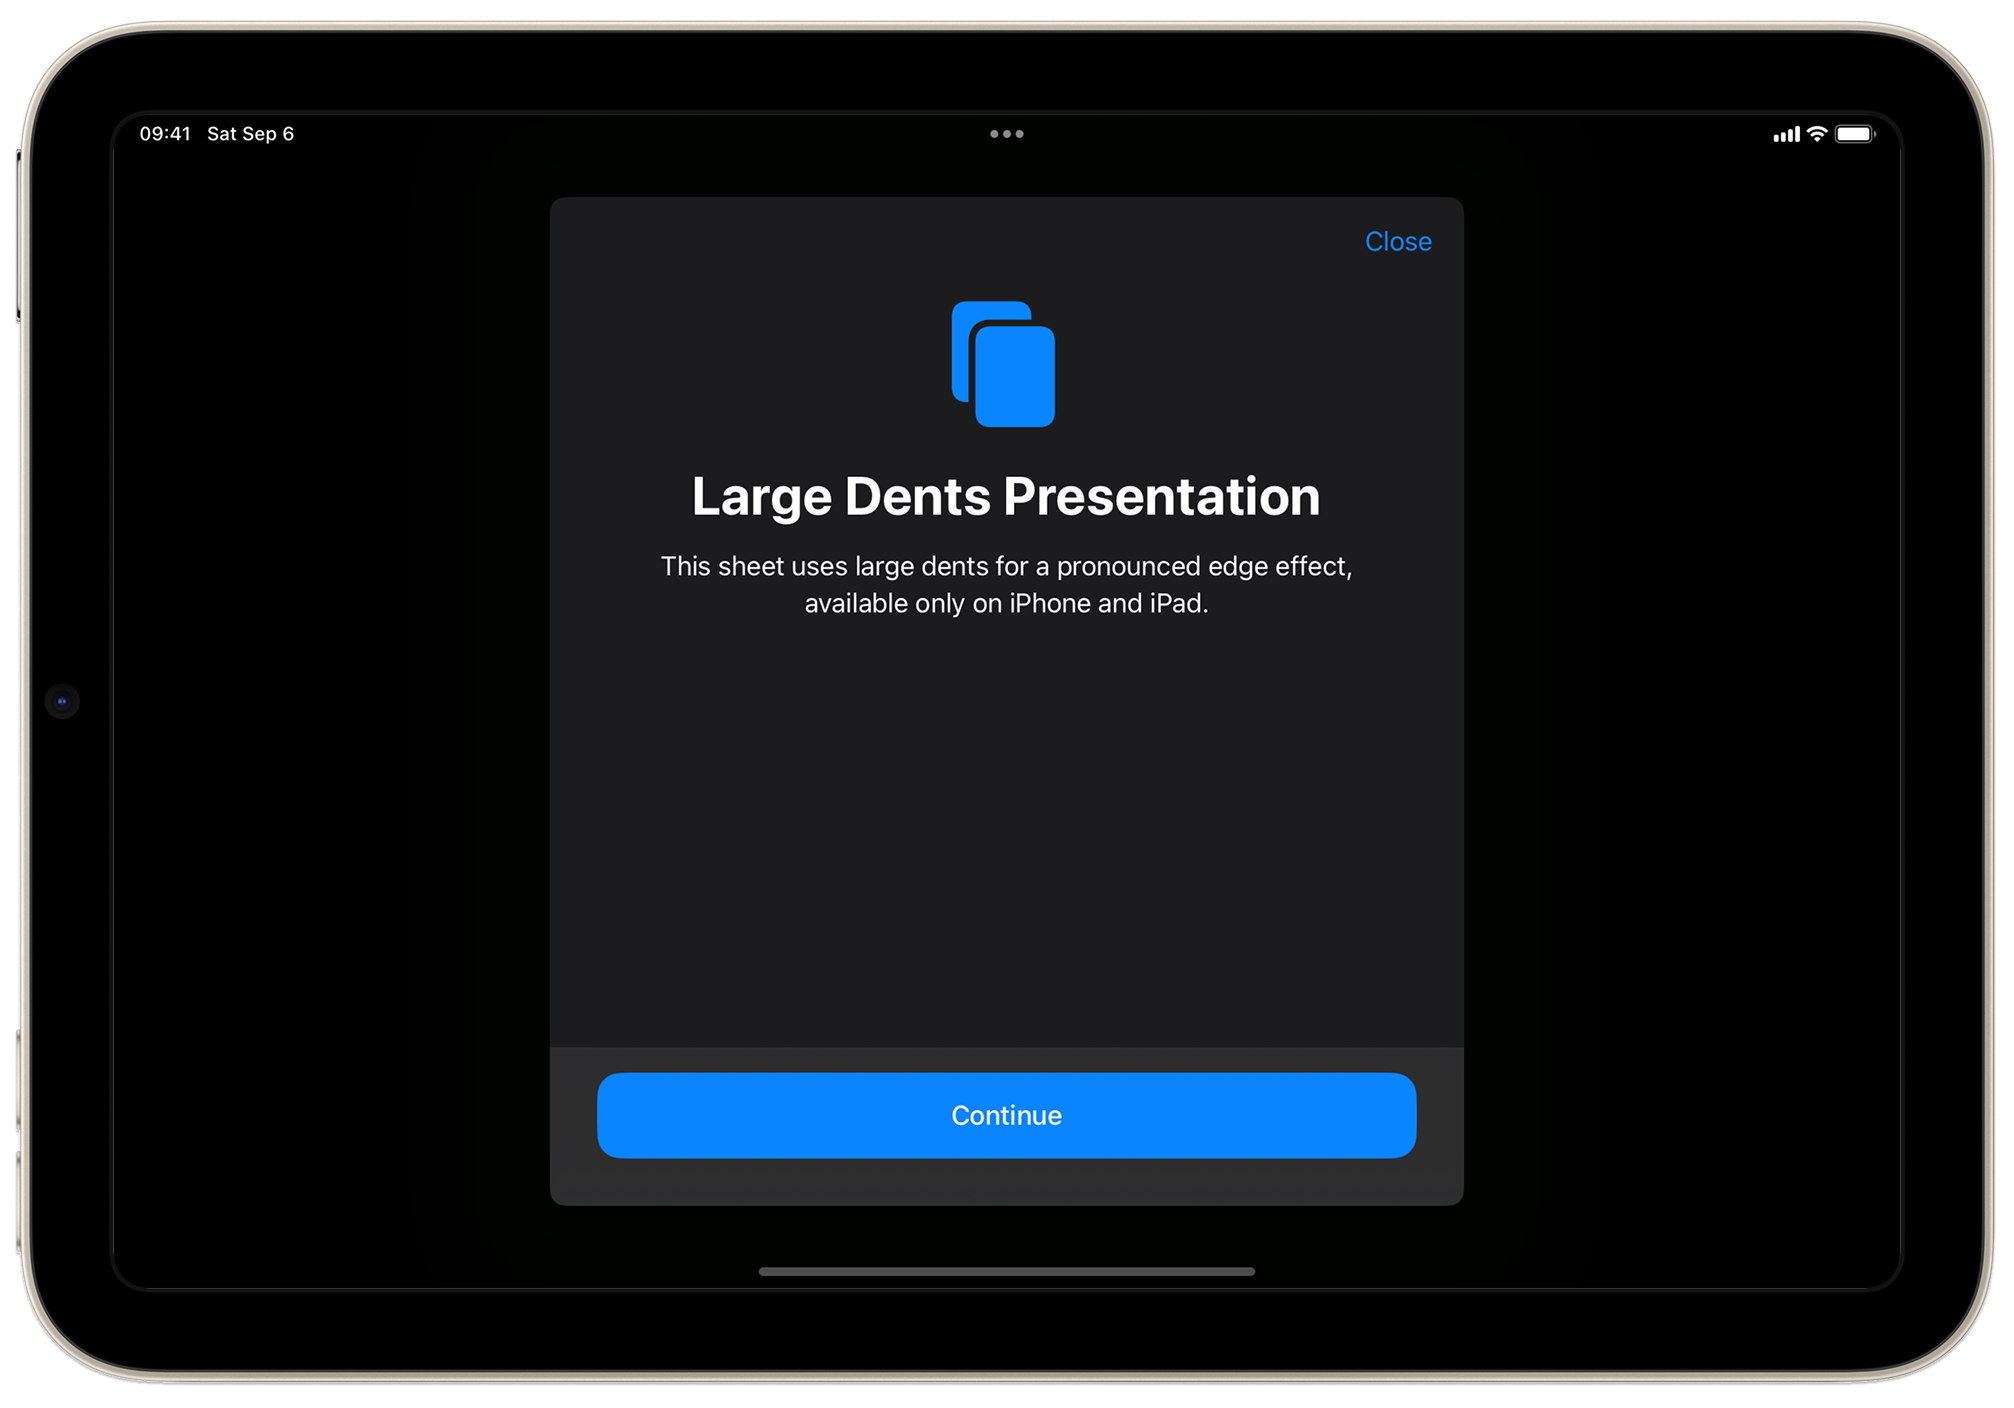 09:41 Sat Sep 6
Close
Large Dents Presentation
This sheet uses large dents for a pronounced edge effect,
available only on iPhone and iPad.
Continue